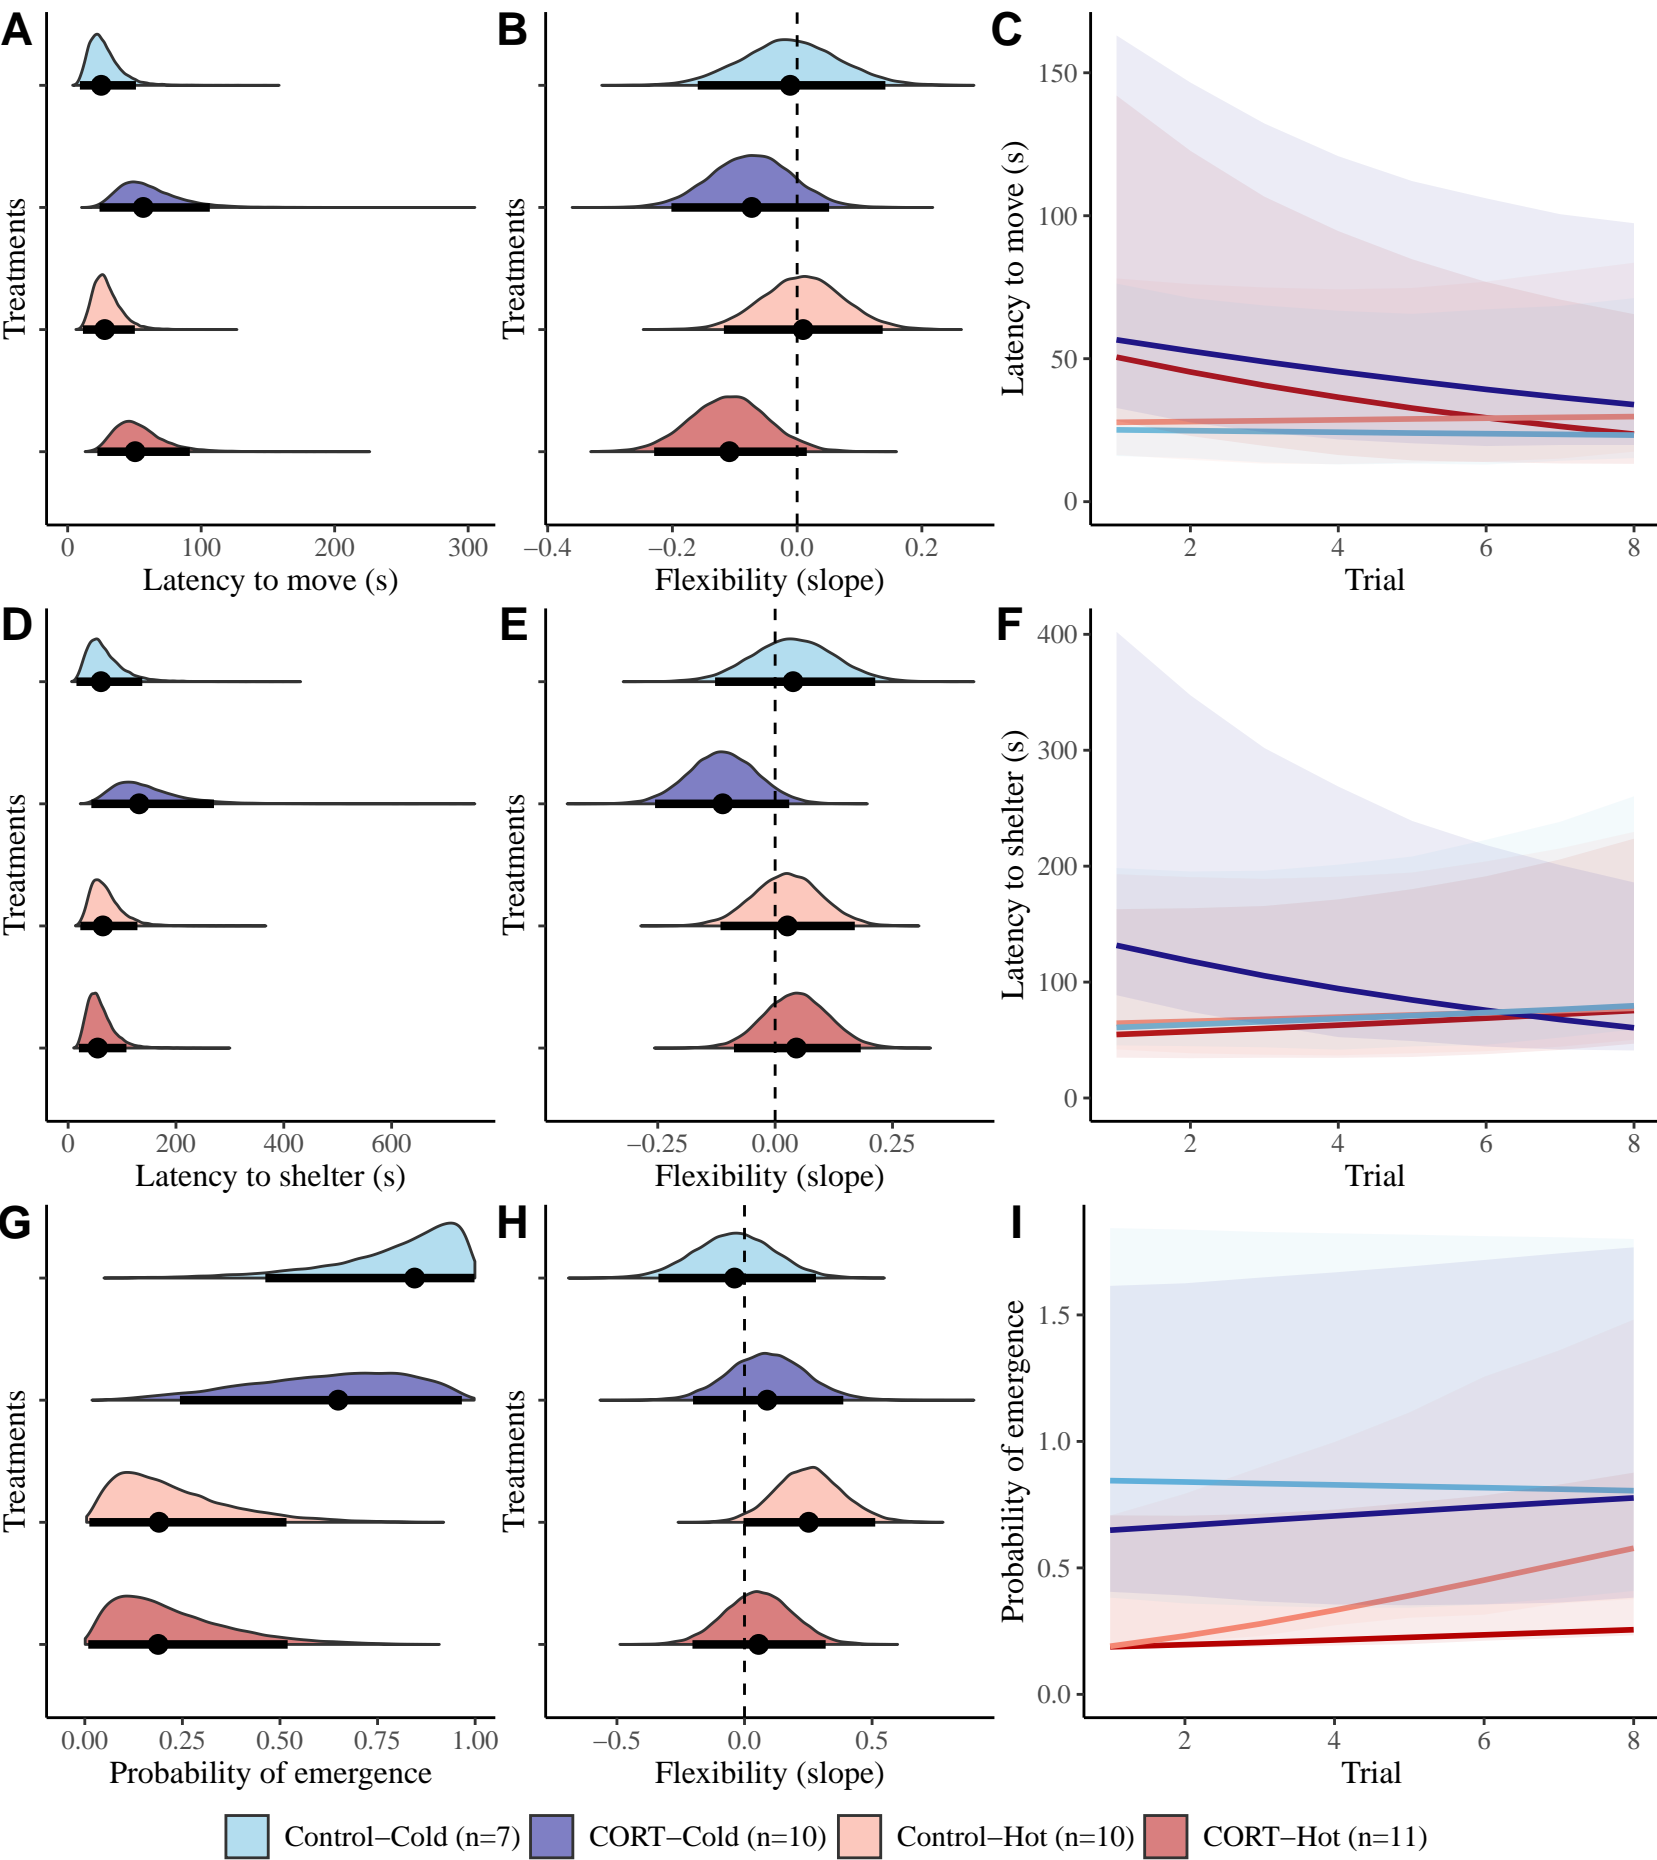 A
B
C
Treatments
Treatments
Latency to move (s)
150
100
50
0
0 100 200 300
−0.4 −0.2 0.0 0.2
2 4 6 8
Latency to move (s)
Flexibility (slope)
Trial
D
E
F
Treatments
Treatments
Latency to shelter (s)
400
300
200
100
0
0 200 400 600
−0.25 0.00 0.25
2 4 6 8
Latency to shelter (s)
Flexibility (slope)
Trial
G
H
I
Treatments
Treatments
Probability of emergence
1.5
1.0
0.5
0.0
0.00 0.25 0.50 0.75 1.00
−0.5 0.0 0.5
2 4 6 8
Probability of emergence
Flexibility (slope)
Trial
Control−Cold (n=7) CORT−Cold (n=10) Control−Hot (n=10) CORT−Hot (n=11)